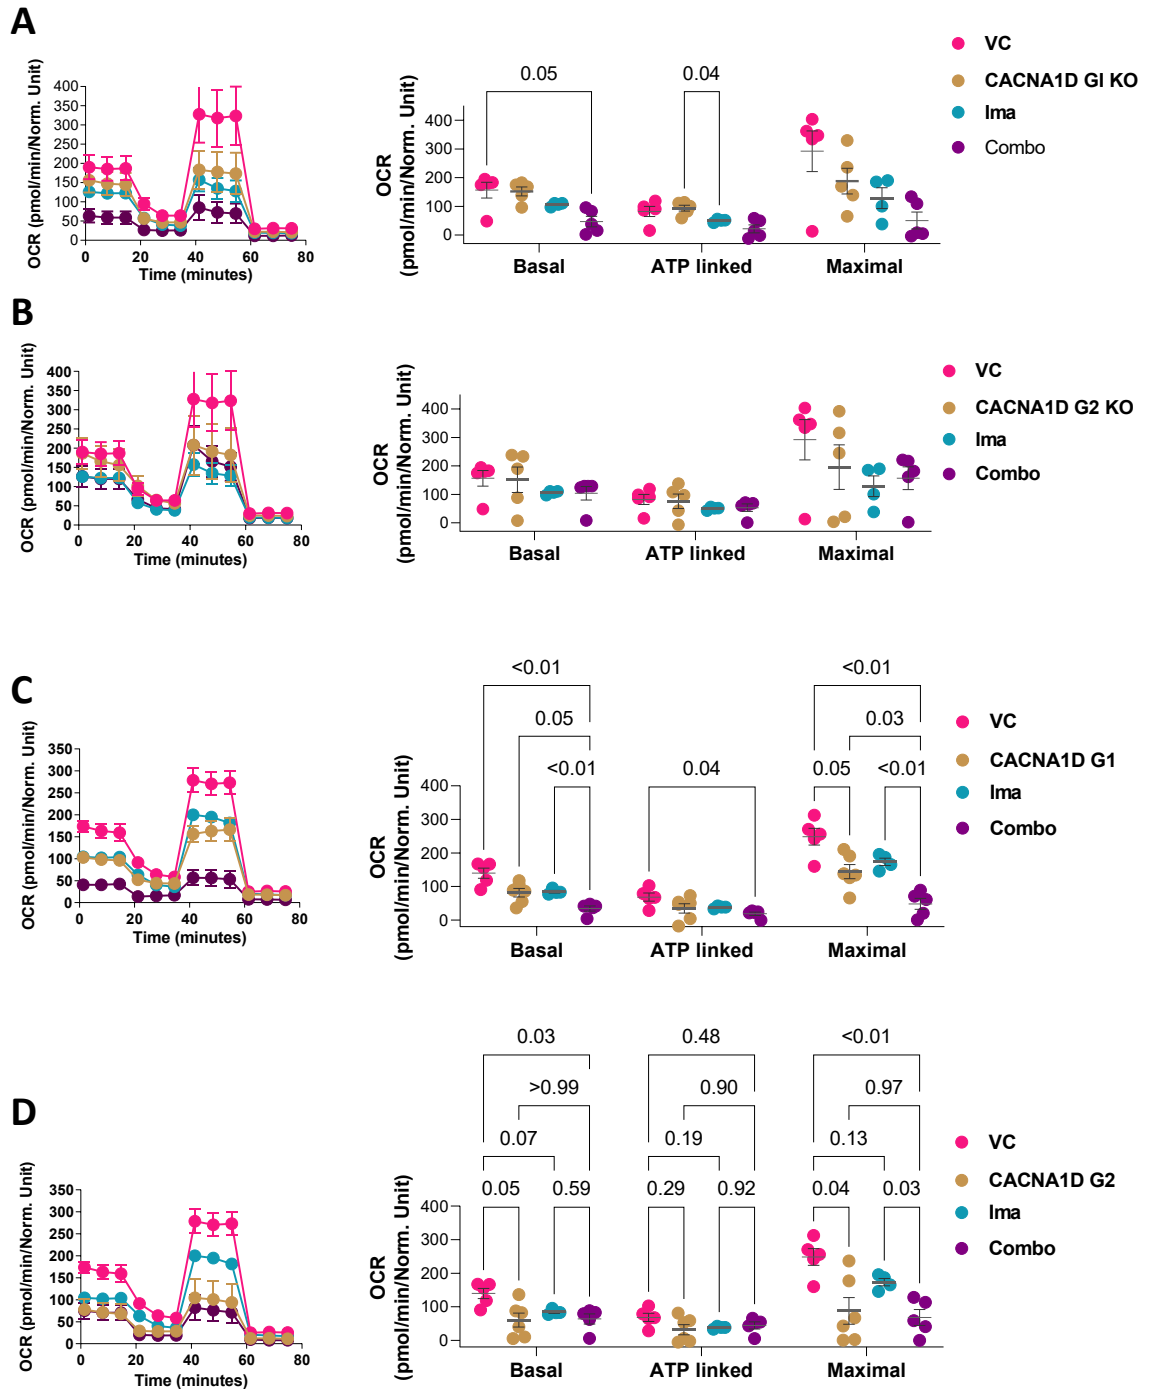 A
OCR (pmol/min/Norm. Unit)
400
350
300
250
200
150
100
50
0
0 20 40 60 80
Time (minutes)
OCR
(pmol/min/Norm. Unit)
400
300
200
100
0
0.05
0.04
Basal
ATP linked
Maximal
VC
CACNA1D GI KO
Ima
Combo
B
OCR (pmol/min/Norm. Unit)
400
350
300
250
200
150
100
50
0
0 20 40 60 80
Time (minutes)
OCR
(pmol/min/Norm. Unit)
400
300
200
100
0
Basal
ATP linked
Maximal
VC
CACNA1D G2 KO
Ima
Combo
C
OCR (pmol/min/Norm. Unit)
350
300
250
200
150
100
50
0
0 20 40 60 80
Time (minutes)
OCR
(pmol/min/Norm. Unit)
400
300
200
100
0
<0.01
0.05
<0.01
0.04
<0.01
0.03
0.05 <0.01
Basal
ATP linked
Maximal
VC
CACNA1D G1
Ima
Combo
D
OCR (pmol/min/Norm. Unit)
350
300
250
200
150
100
50
0
0 20 40 60 80
Time (minutes)
OCR
(pmol/min/Norm. Unit)
400
300
200
100
0
0.03
>0.99
0.07
0.05 0.59
0.48
0.90
0.19
0.29 0.92
<0.01
0.97
0.13
0.04 0.03
Basal
ATP linked
Maximal
VC
CACNA1D G2
Ima
Combo